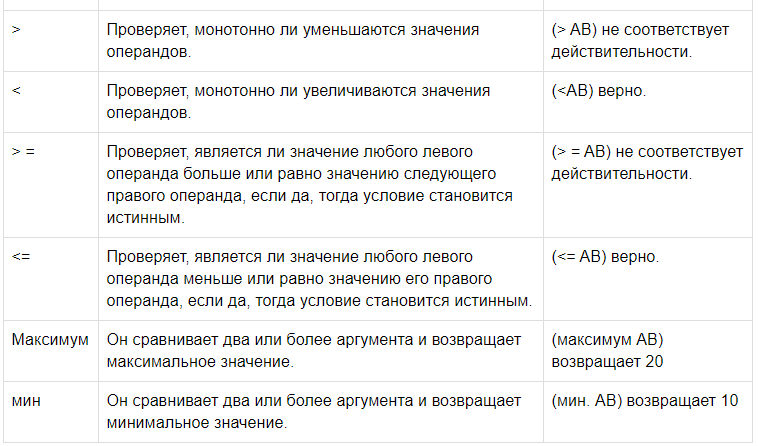 > Проверяет, монотонно ли уменьшаются значения (> AB) не соответствует
операндов. действительности.
< Проверяет, монотонно ли увеличиваются значения (<AB) верно.
операндов.
> = Проверяет, является ли значение любого левого (> = AB) не соответствует
операнда больше или равно значению следующего действительности.
правого операнда, если да, тогда условие становится
истинным.
<= Проверяет, является ли значение любого левого (<= AB) верно.
операнда меньше или равно значению его правого
операнда, если да, тогда условие становится истинным.
Максимум Он сравнивает два или более аргумента и возвращает (максимум AB)
максимальное значение. возвращает 20
мин Он сравнивает два или более аргумента и возвращает (мин. AB) возвращает 10
минимальное значение.